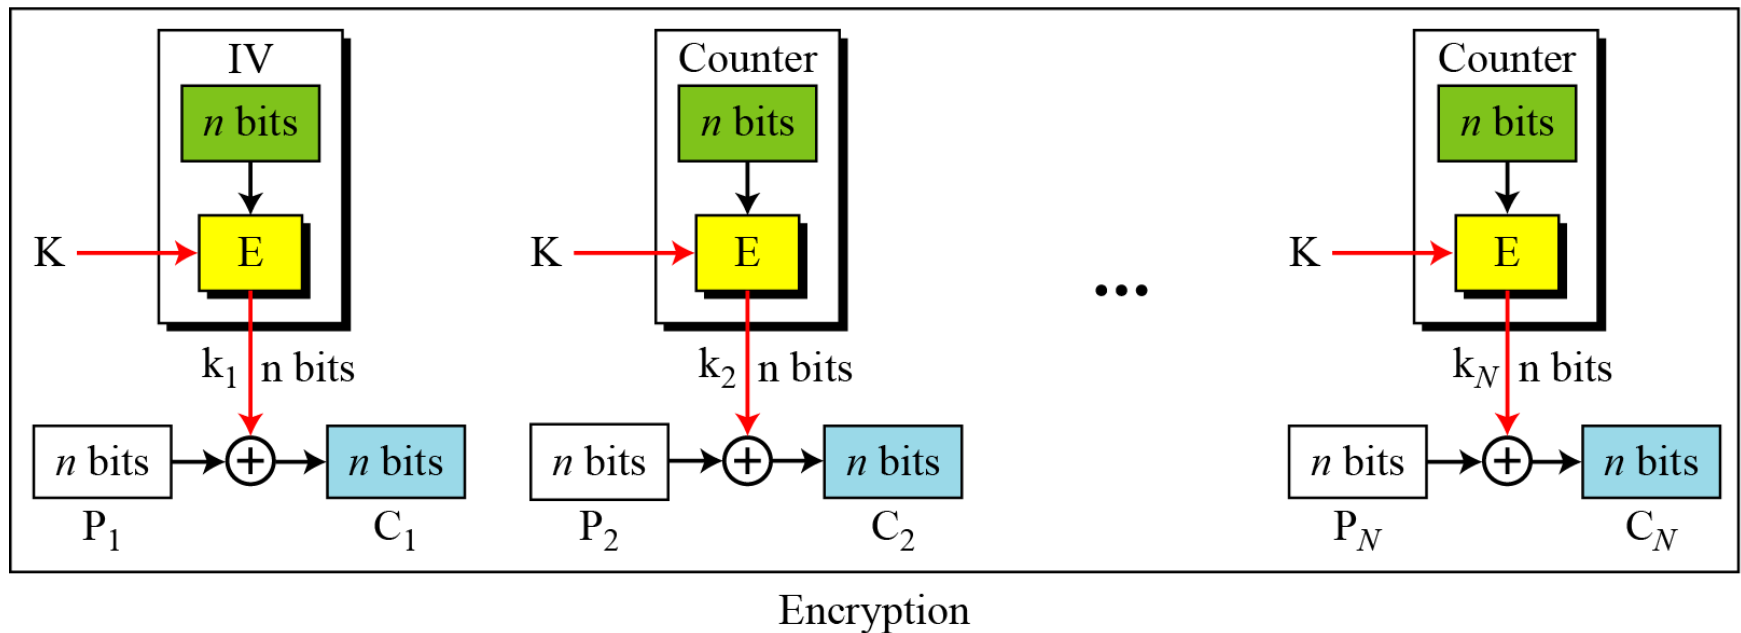 IV Counter Counter
n bits n bits n bits
K E K E ... K E
k1 n bits k2 n bits kN n bits
n bits + n bits n bits + n bits n bits + n bits
P1 C1 P2 C2 PN CN
Encryption